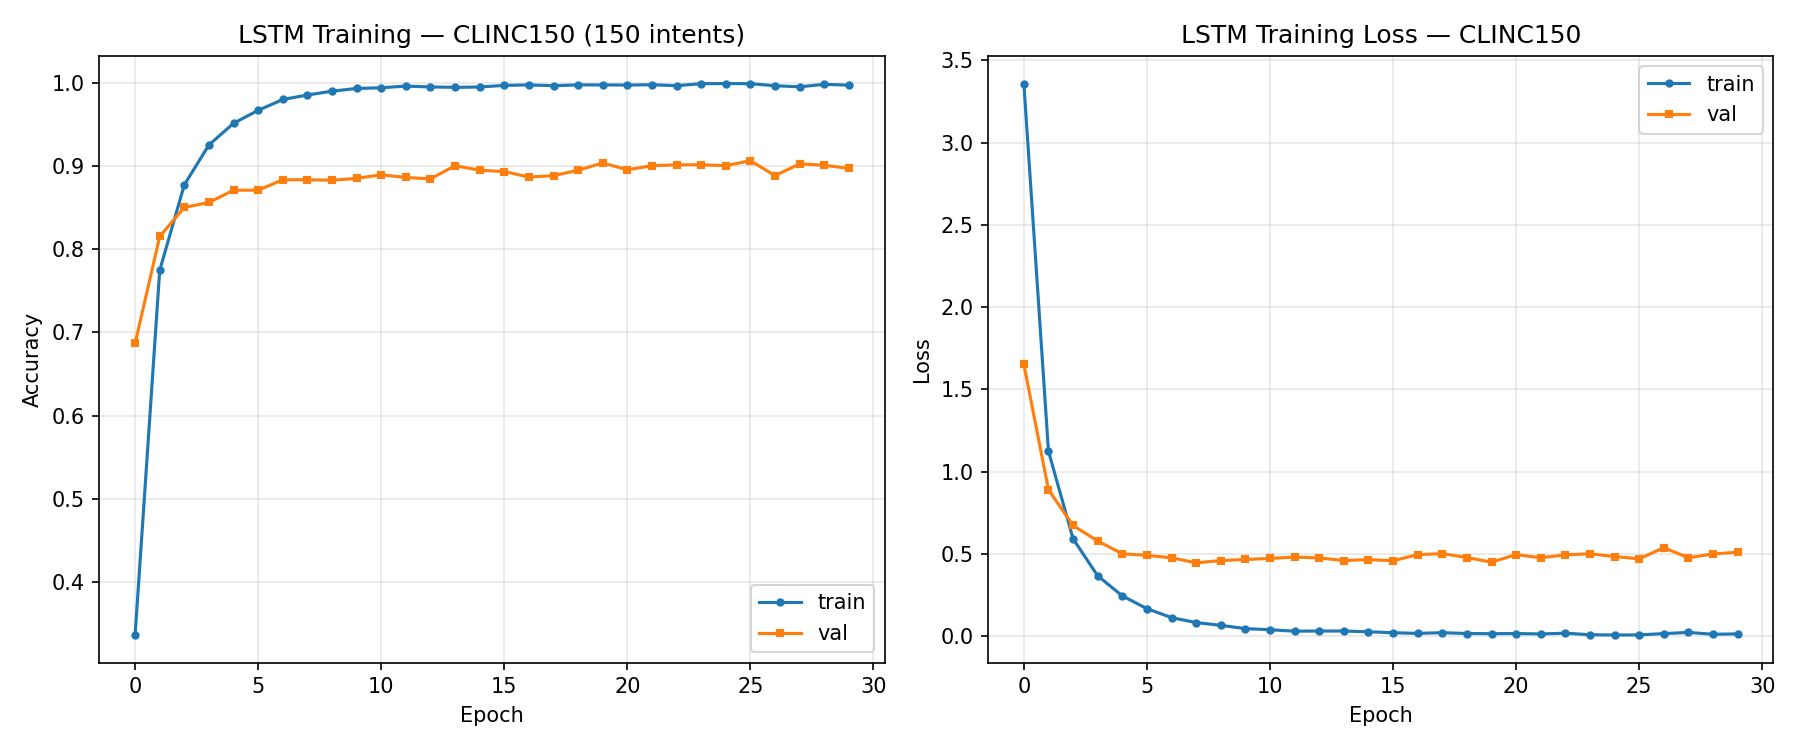 LSTM Training — CLINC150 (150 intents)
1.0
0.9
0.8
0.7
0.6
0.5
0.4
Accuracy
train
val
0 5 10 15 20 25 30
Epoch
LSTM Training Loss — CLINC150
3.5
3.0
2.5
2.0
1.5
1.0
0.5
0.0
Loss
train
val
0 5 10 15 20 25 30
Epoch